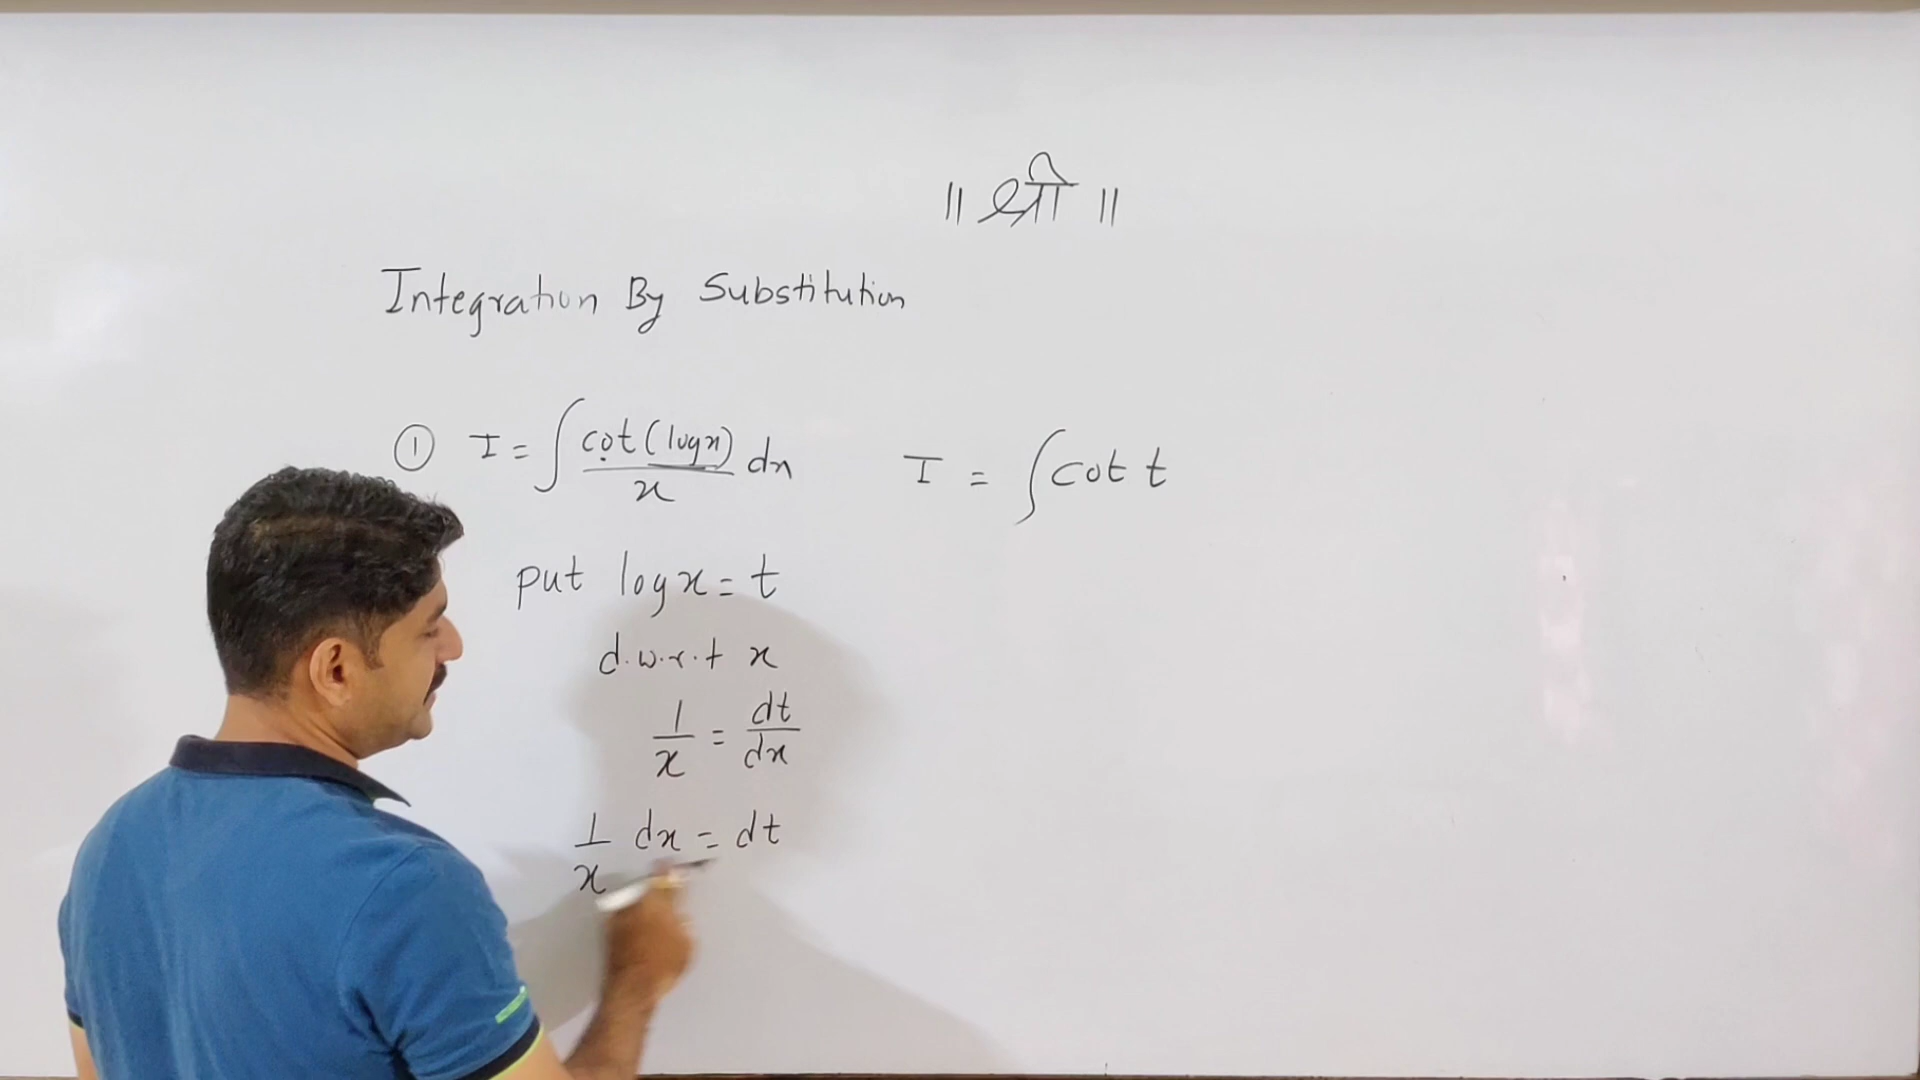 ॥ श्री ॥
Integration By Substitution
① I = ∫ cot(logx)/x dx
put logx = t
d.w.r.t x
1/x = dt/dx
1/x dx = dt
I = ∫ cot t